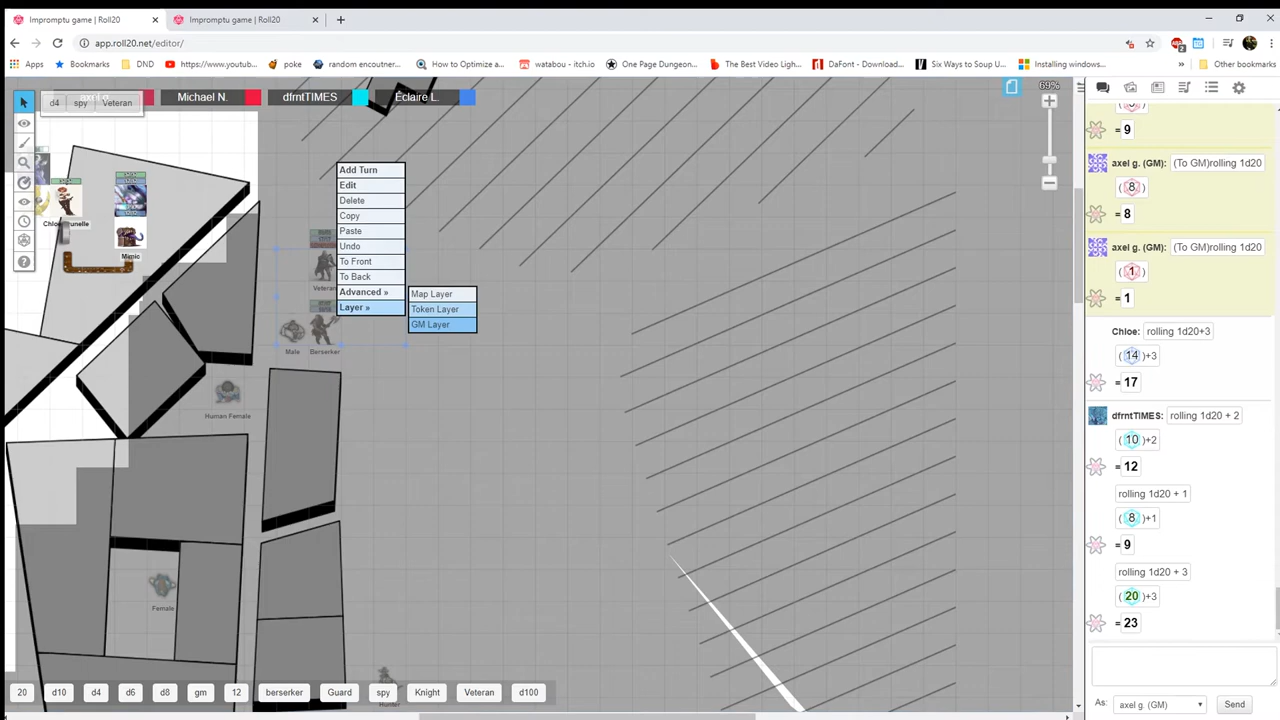 Impromptu game | Roll20
Impromptu game | Roll20
app.roll20.net/editor/
Apps
Bookmarks
DND
https://www.youtub...
poke
random encoutner...
How to Optimize a...
watabou - itch.io
One Page Dungeon...
The Best Video Ligh...
DaFont - Download...
Six Ways to Soup U...
Installing windows...
Other bookmarks
d4
spy
Veteran
Michael N.
dfrntTIMES
Éclaire L.
69%
Add Turn
Edit
Delete
Copy
Paste
Undo
To Front
To Back
Advanced »
Layer »
Map Layer
Token Layer
GM Layer
Mimic
Male
Berserker
Human Female
Female
Hunter
20
d10
d4
d6
d8
gm
12
berserker
Guard
spy
Knight
Veteran
d100
= 9
axel g. (GM): (To GM)rolling 1d20
(8)
= 8
axel g. (GM): (To GM)rolling 1d20
(1)
= 1
Chloe: rolling 1d20+3
(14)+3
= 17
dfrntTIMES: rolling 1d20 + 2
(10)+2
= 12
rolling 1d20 + 1
(8)+1
= 9
rolling 1d20 + 3
(20)+3
= 23
As: axel g. (GM)
Send